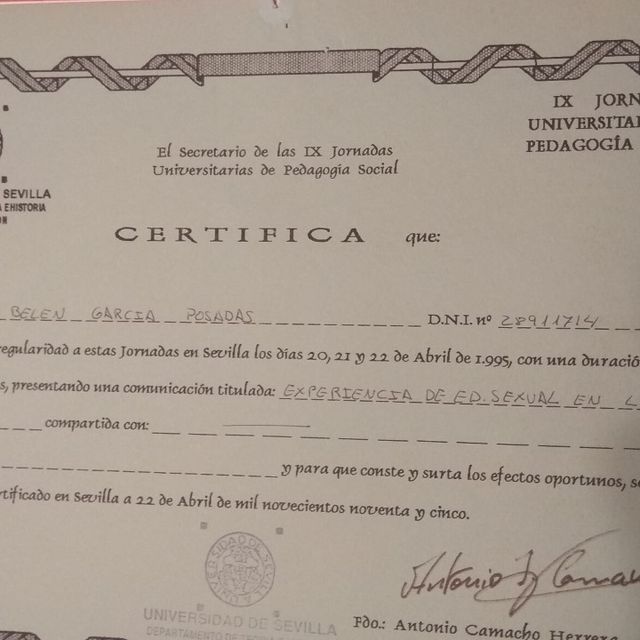 IX JORN
UNIVERSITAR
PEDAGOGÍA
El Secretario de las IX Jornadas
Universitarias de Pedagogía Social
SEVILLA
EHISTORIA
CERTIFICA que:
BELEN GARCIA POSADAS D.N.I. nº 28911714
regularidad a estas Jornadas en Sevilla los días 20, 21 y 22 de Abril de 1.995, con una duració
s, presentando una comunicación titulada: EXPERIENCIA DE ED. SEXUAL EN L
compartida con:
y para que conste y surta los efectos oportunos, se
rtificado en Sevilla a 22 de Abril de mil novecientos noventa y cinco.
UNIVERSIDAD DE SEVILLA
Fdo.: Antonio Camacho Herrera